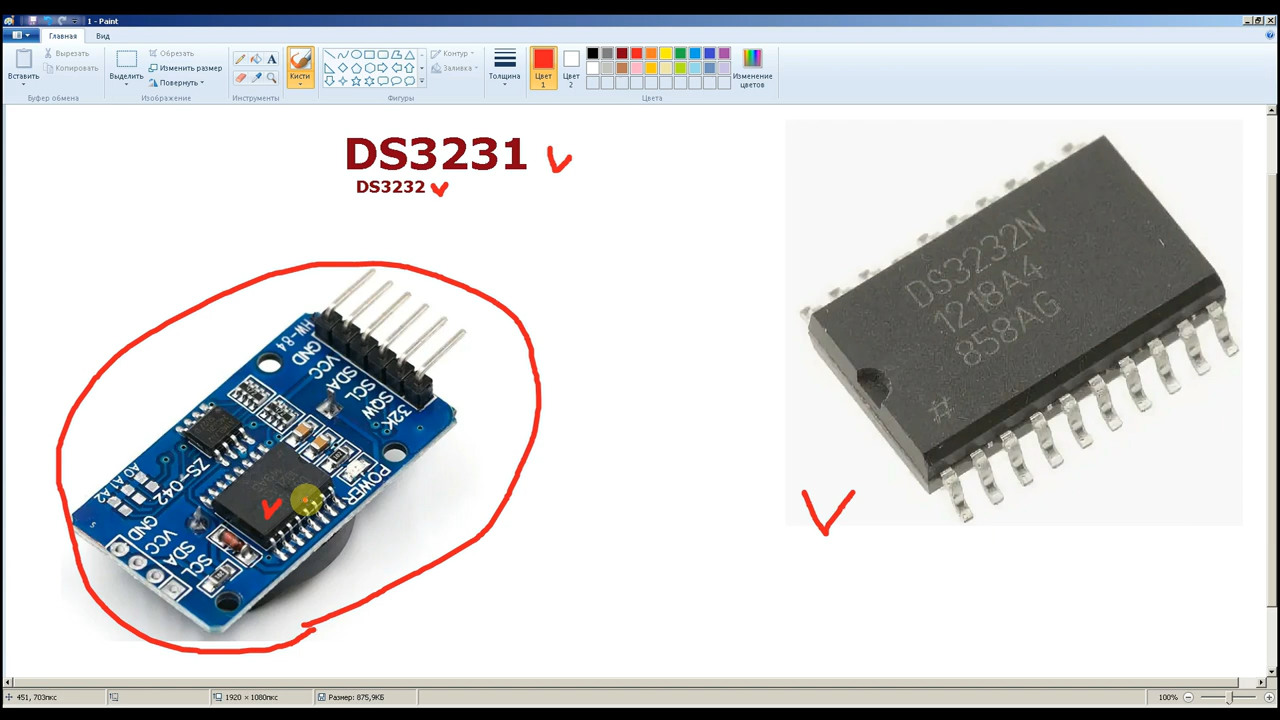 1 - Paint
Главная
Вид
Вставить
Вырезать
Копировать
Буфер обмена
Выделить
Обрезать
Изменить размер
Повернуть
Изображение
A
Инструменты
Кисти
Контур
Заливка
Фигуры
Толщина
Цвет
1
Цвет
2
Изменение
цветов
Цвета
DS3231
DS3232
HW-84
GND
VCC
SDA
SCL
SQW
32K
POWER
ZS-042
A0 A1 A2
GND
VCC
SDA
SCL
DS3232N
1218A4
858AG
#
451, 703пкс
1920 × 1080пкс
Размер: 875,9КБ
100%